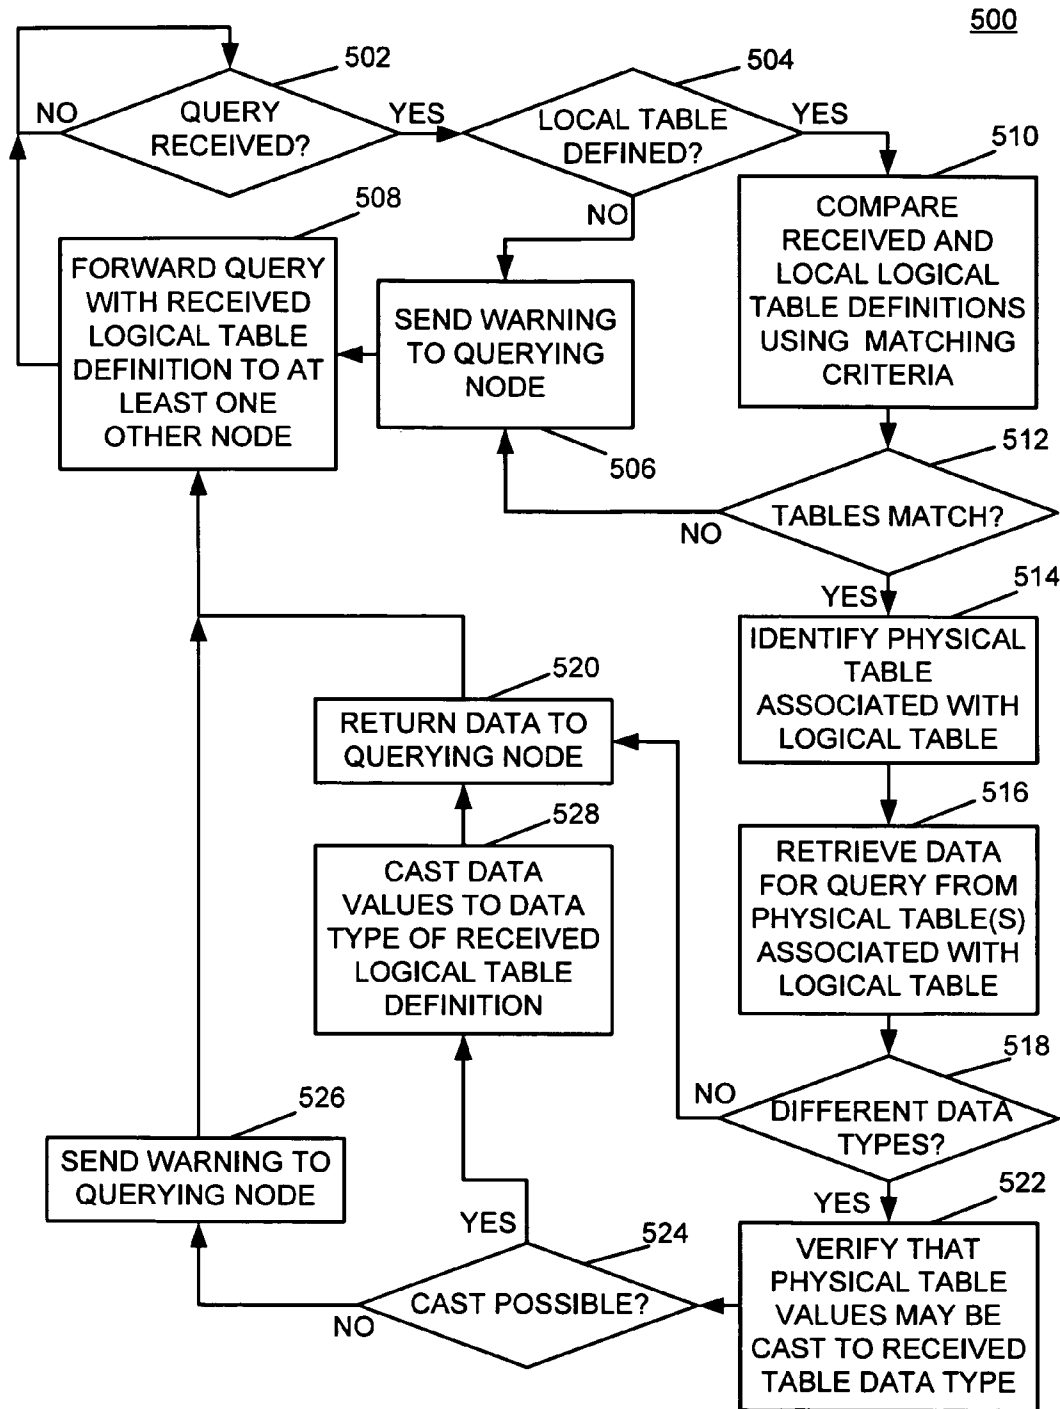 500
502
NO
QUERY
RECEIVED?
YES
504
LOCAL TABLE
DEFINED?
YES
NO
510
COMPARE
RECEIVED AND
LOCAL LOGICAL
TABLE DEFINITIONS
USING MATCHING
CRITERIA
508
FORWARD QUERY
WITH RECEIVED
LOGICAL TABLE
DEFINITION TO AT
LEAST ONE
OTHER NODE
SEND WARNING
TO QUERYING
NODE
506
512
TABLES MATCH?
NO
YES
514
IDENTIFY PHYSICAL
TABLE
ASSOCIATED WITH
LOGICAL TABLE
516
RETRIEVE DATA
FOR QUERY FROM
PHYSICAL TABLE(S)
ASSOCIATED WITH
LOGICAL TABLE
518
DIFFERENT DATA
TYPES?
NO
YES
520
RETURN DATA TO
QUERYING NODE
528
CAST DATA
VALUES TO DATA
TYPE OF RECEIVED
LOGICAL TABLE
DEFINITION
522
VERIFY THAT
PHYSICAL TABLE
VALUES MAY BE
CAST TO RECEIVED
TABLE DATA TYPE
524
CAST POSSIBLE?
YES
NO
526
SEND WARNING TO
QUERYING NODE